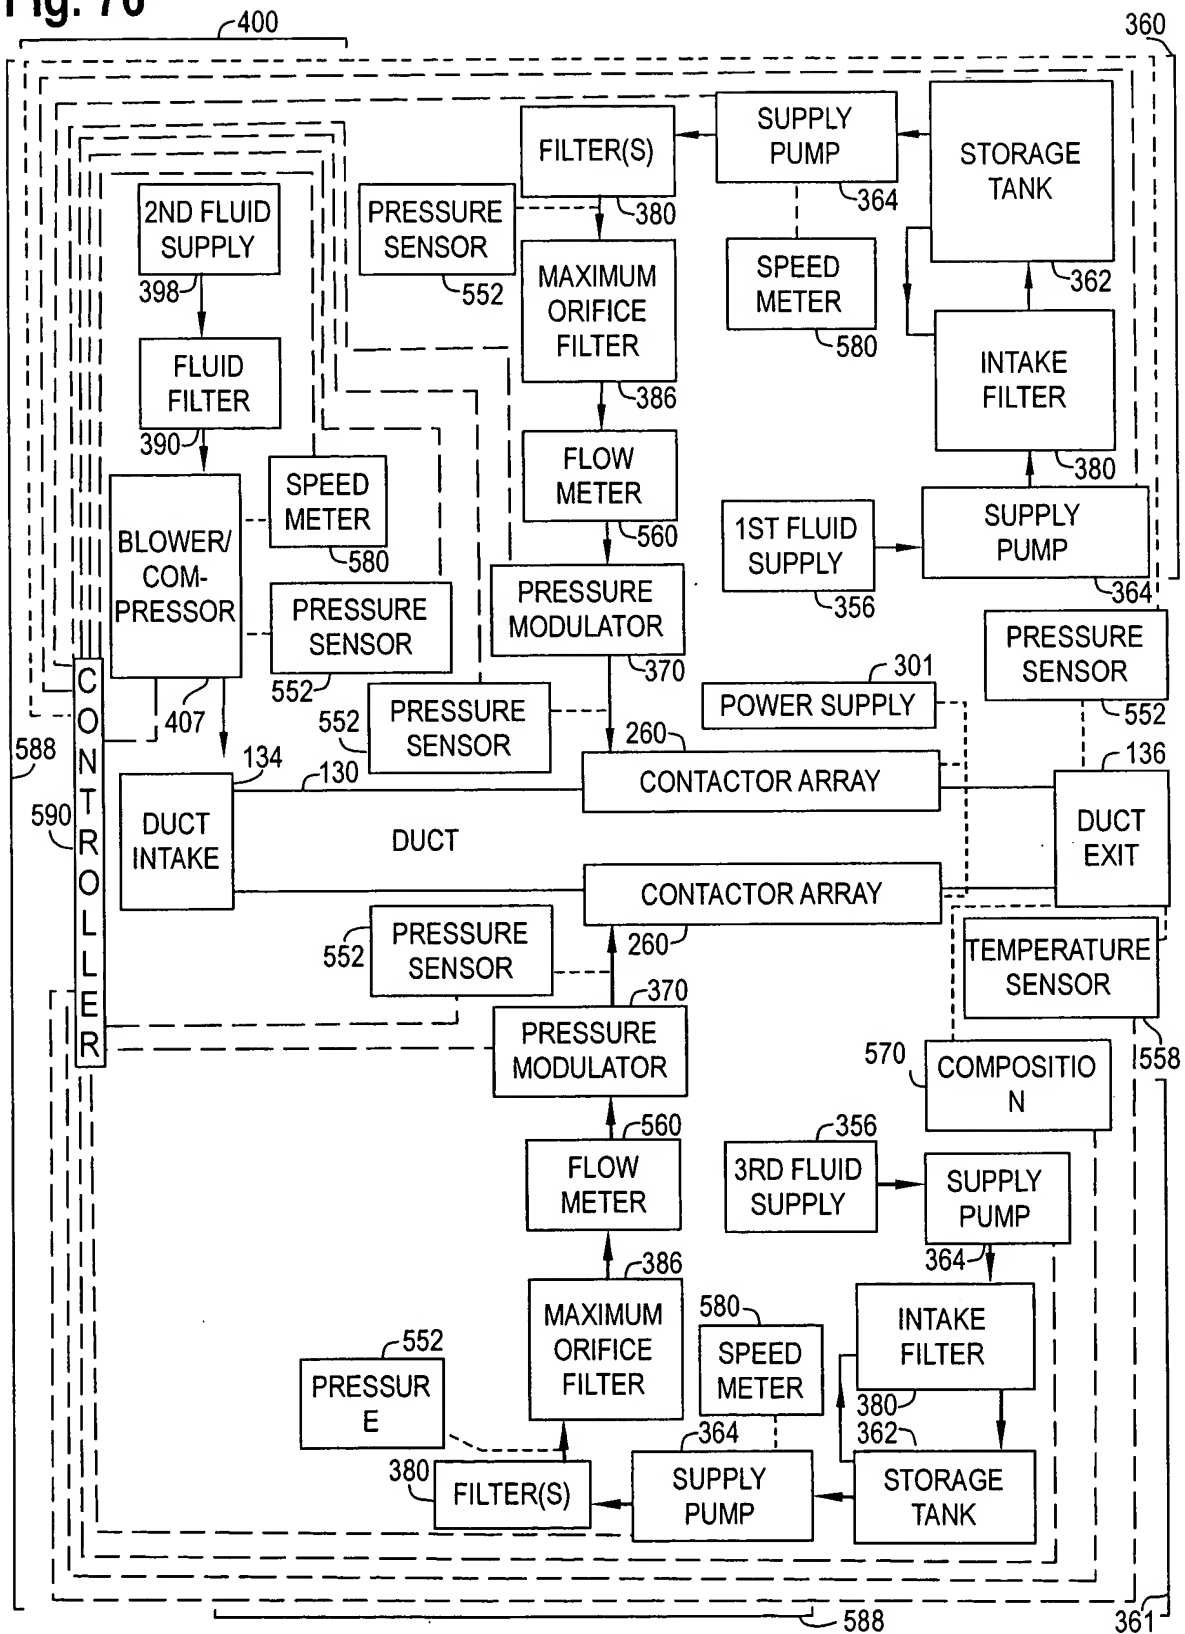 Fig. 76
400
360
SUPPLY
PUMP
364
STORAGE
TANK
362
FILTER(S)
380
2ND FLUID
SUPPLY
398
PRESSURE
SENSOR
552
MAXIMUM
ORIFICE
FILTER
386
SPEED
METER
580
FLUID
FILTER
390
INTAKE
FILTER
380
FLOW
METER
560
SPEED
METER
580
BLOWER/
COM-
PRESSOR
407
1ST FLUID
SUPPLY
356
SUPPLY
PUMP
364
PRESSURE
SENSOR
552
PRESSURE
MODULATOR
370
PRESSURE
SENSOR
552
301
POWER SUPPLY
552
PRESSURE
SENSOR
588
590
CONTROLLER
134
DUCT
INTAKE
130
DUCT
260
CONTACTOR ARRAY
136
DUCT
EXIT
CONTACTOR ARRAY
260
552
PRESSURE
SENSOR
TEMPERATURE
SENSOR
558
370
PRESSURE
MODULATOR
570
COMPOSITIO
N
560
FLOW
METER
356
3RD FLUID
SUPPLY
SUPPLY
PUMP
364
386
MAXIMUM
ORIFICE
FILTER
580
SPEED
METER
INTAKE
FILTER
380
552
PRESSUR
E
380
FILTER(S)
364
SUPPLY
PUMP
362
STORAGE
TANK
588
361